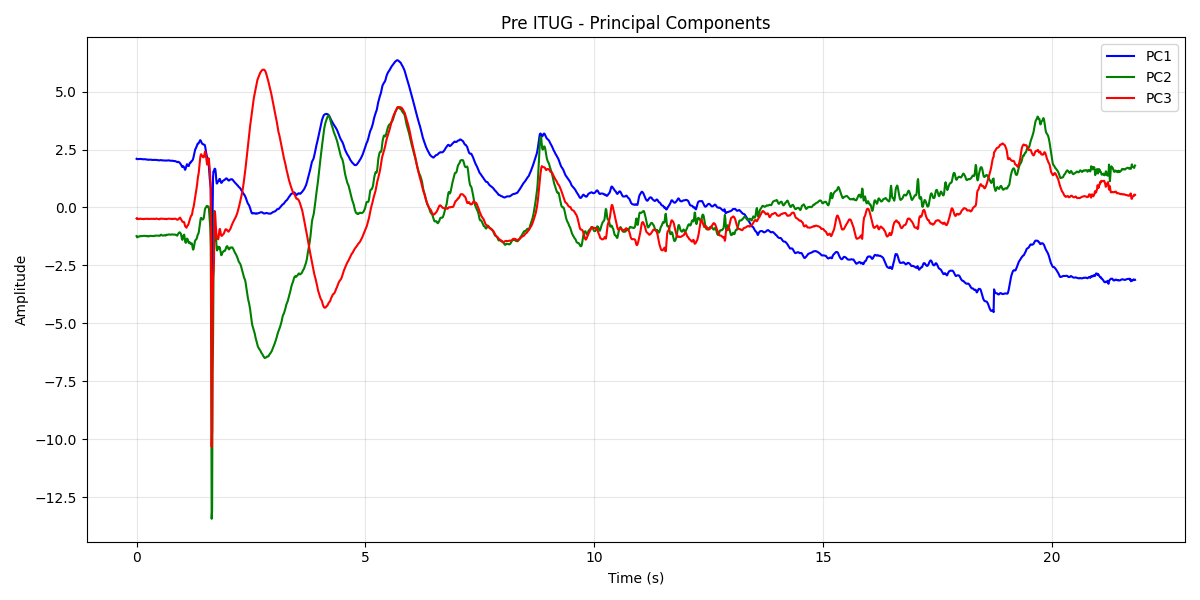 Pre ITUG - Principal Components
PC1
PC2
PC3
Amplitude
5.0
2.5
0.0
−2.5
−5.0
−7.5
−10.0
−12.5
0 5 10 15 20
Time (s)